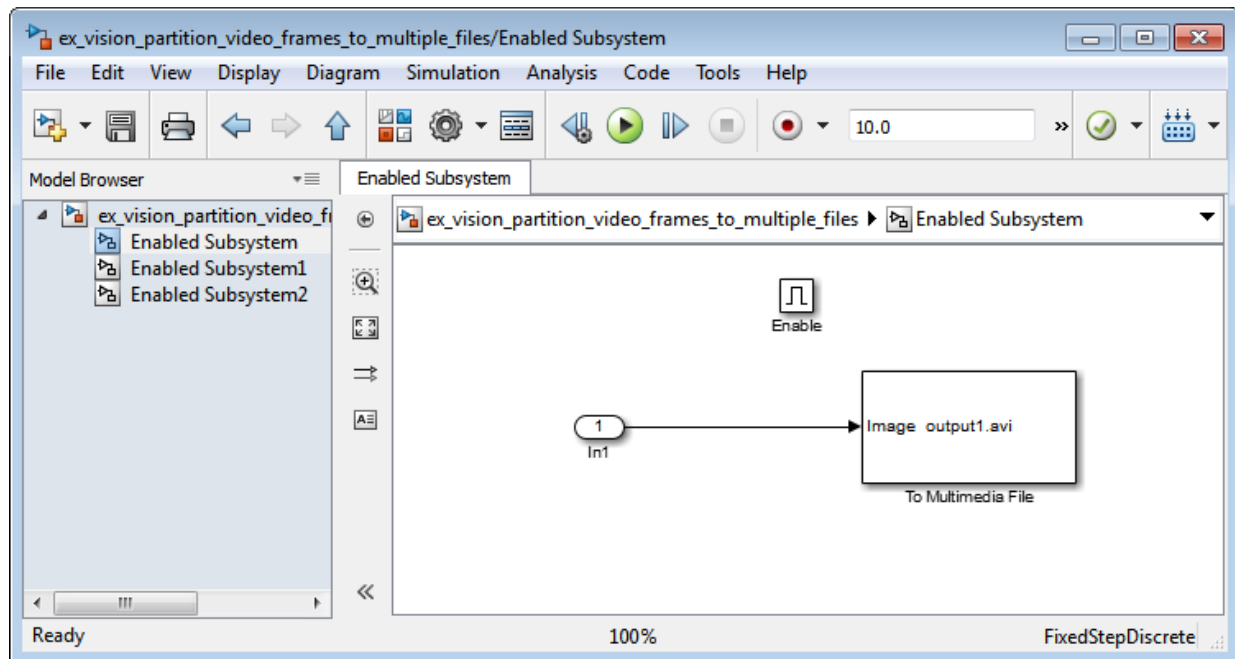 ex_vision_partition_video_frames_to_multiple_files/Enabled Subsystem
File Edit View Display Diagram Simulation Analysis Code Tools Help
10.0
Model Browser
Enabled Subsystem
ex_vision_partition_video_fr
Enabled Subsystem
Enabled Subsystem1
Enabled Subsystem2
ex_vision_partition_video_frames_to_multiple_files Enabled Subsystem
Enable
1
In1
Image output1.avi
To Multimedia File
Ready 100% FixedStepDiscrete